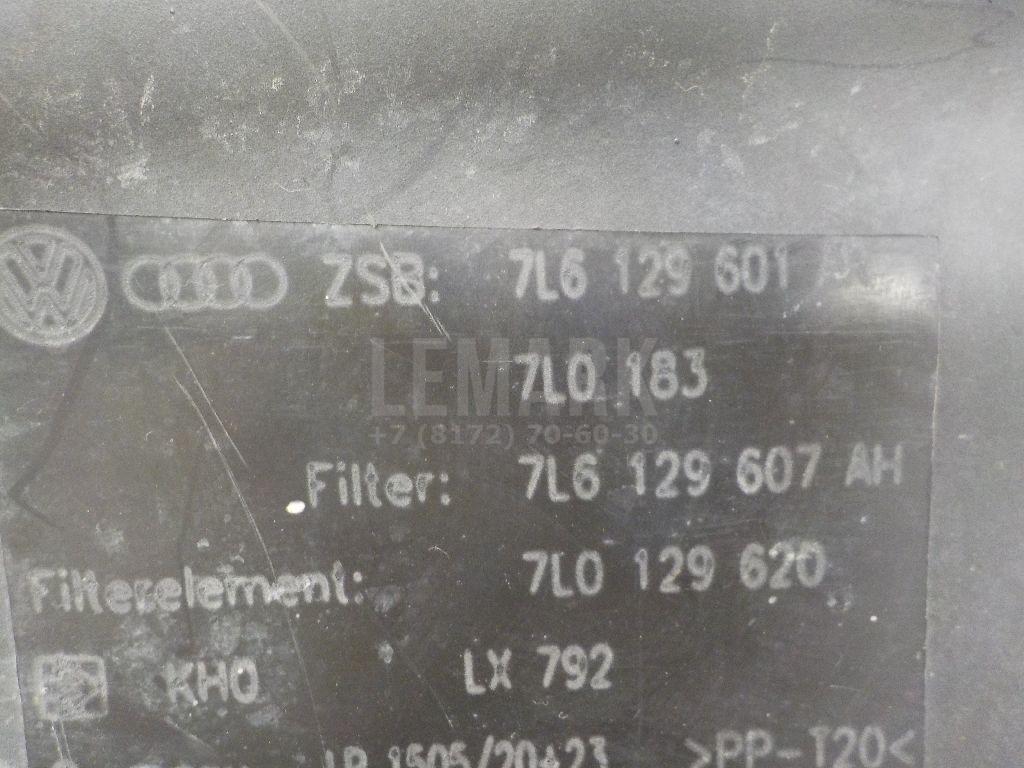 ZSB: 7L6 129 601
7L0 183
LEMARK
+7 (8172) 70-60-30
Filter: 7L6 129 607 AH
Filterelement: 7L0 129 620
KHO LX 792
>PP-T20<